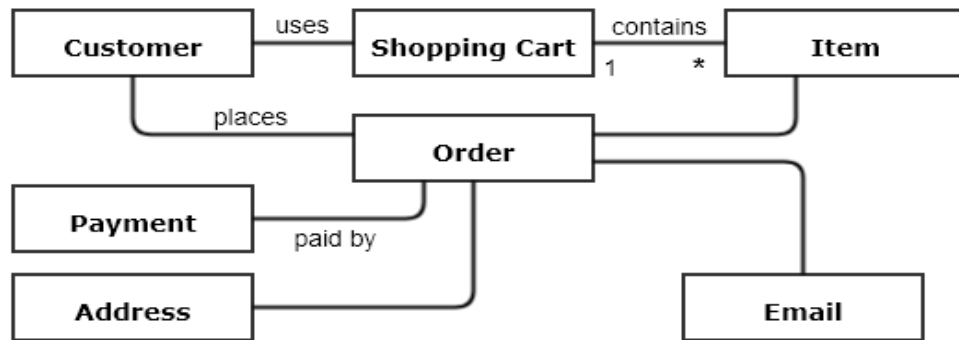 Customer
uses
Shopping Cart
contains
Item
1
*
places
Order
Payment
paid by
Address
Email